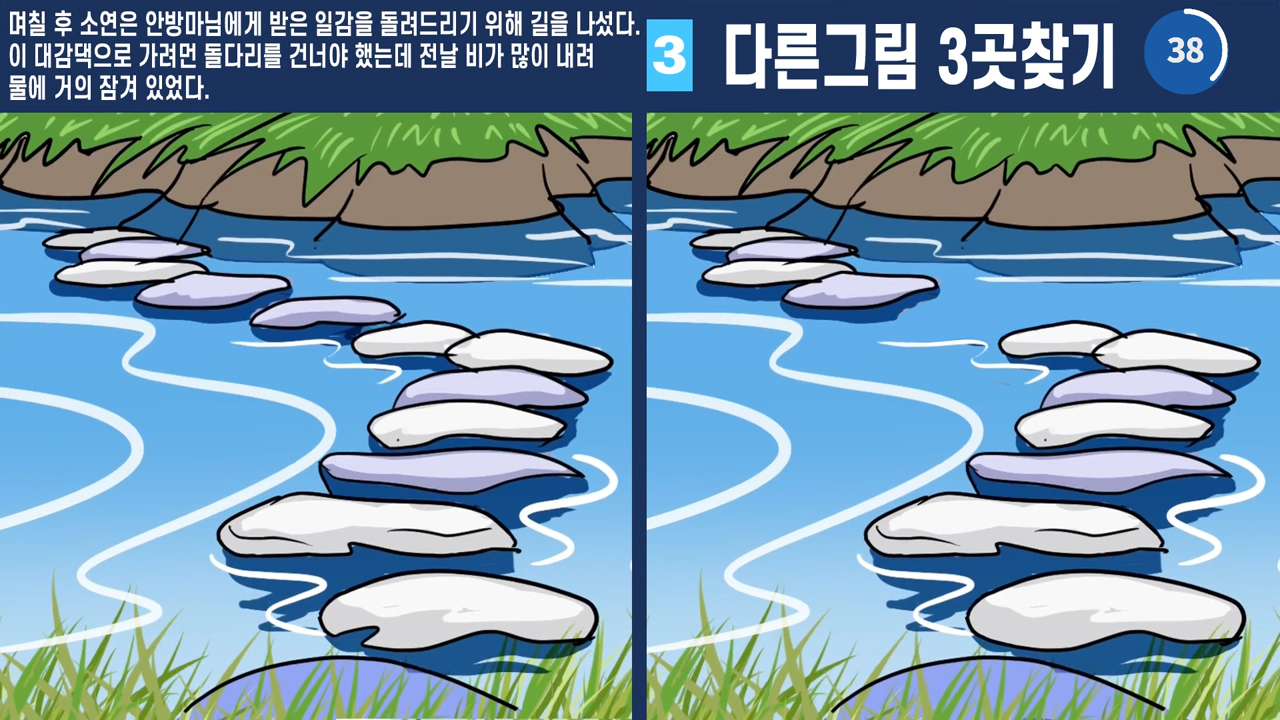 며칠 후 소연은 안방마님에게 받은 일감을 돌려드리기 위해 길을 나섰다.
이 대감댁으로 가려면 돌다리를 건너야 했는데 전날 비가 많이 내려
물에 거의 잠겨 있었다.
3 다른그림 3곳찾기 38